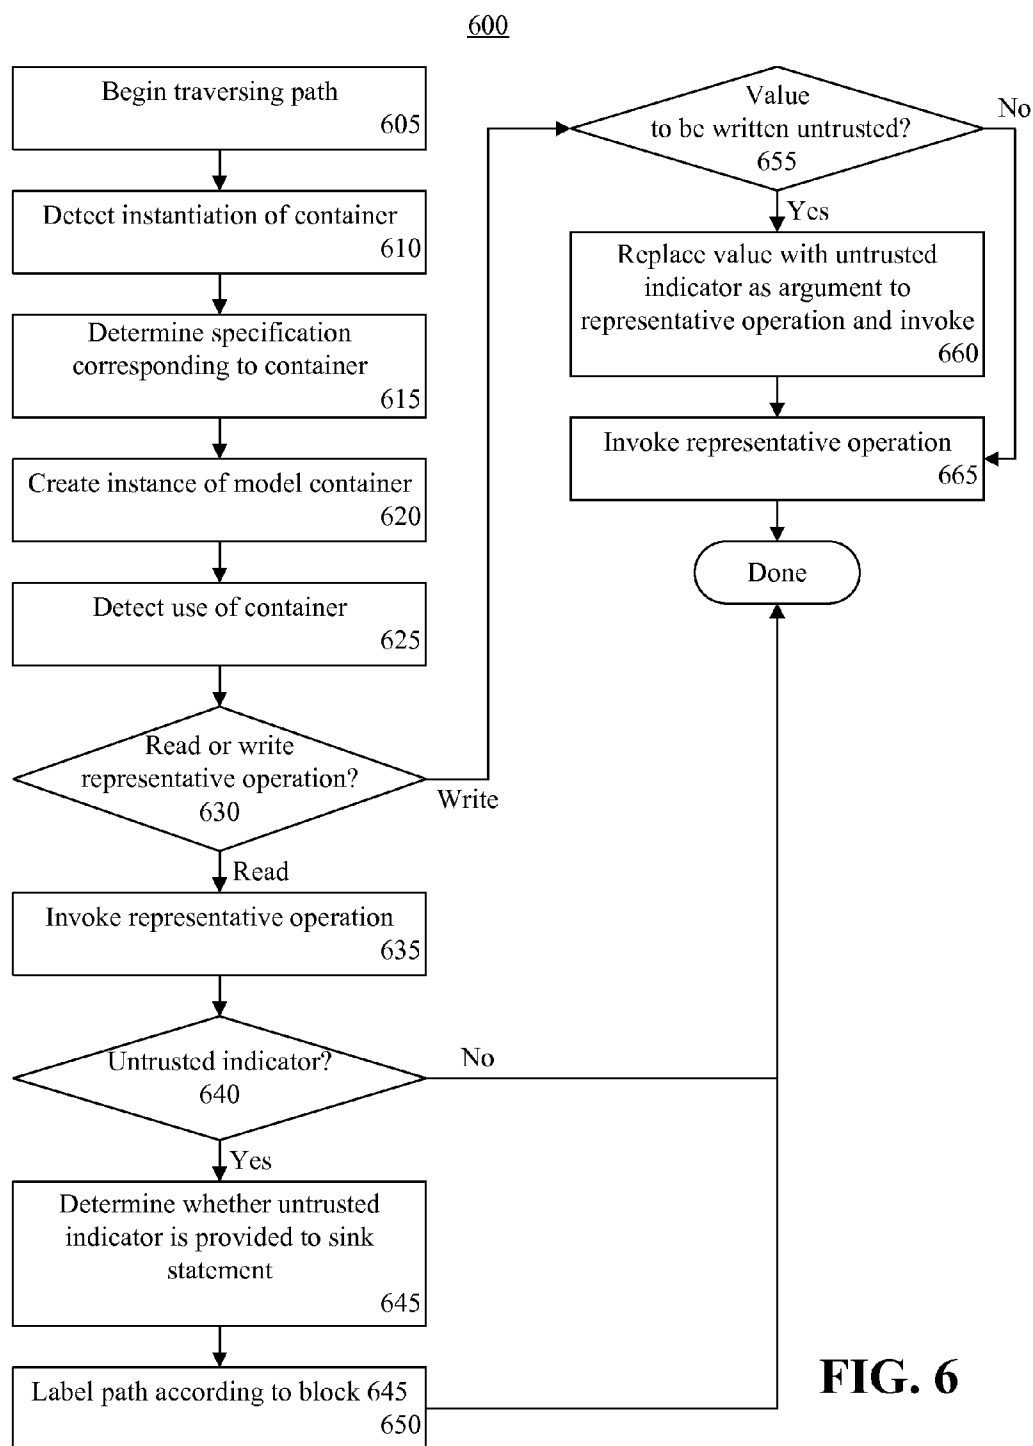 600
Begin traversing path
605
Detect instantiation of container
610
Determine specification
corresponding to container
615
Create instance of model container
620
Detect use of container
625
Read or write
representative operation?
630
Write
Read
Invoke representative operation
635
Untrusted indicator?
640
No
Yes
Determine whether untrusted
indicator is provided to sink
statement
645
Label path according to block 645
650
Value
to be written untrusted?
655
No
Yes
Replace value with untrusted
indicator as argument to
representative operation and invoke
660
Invoke representative operation
665
Done
FIG. 6